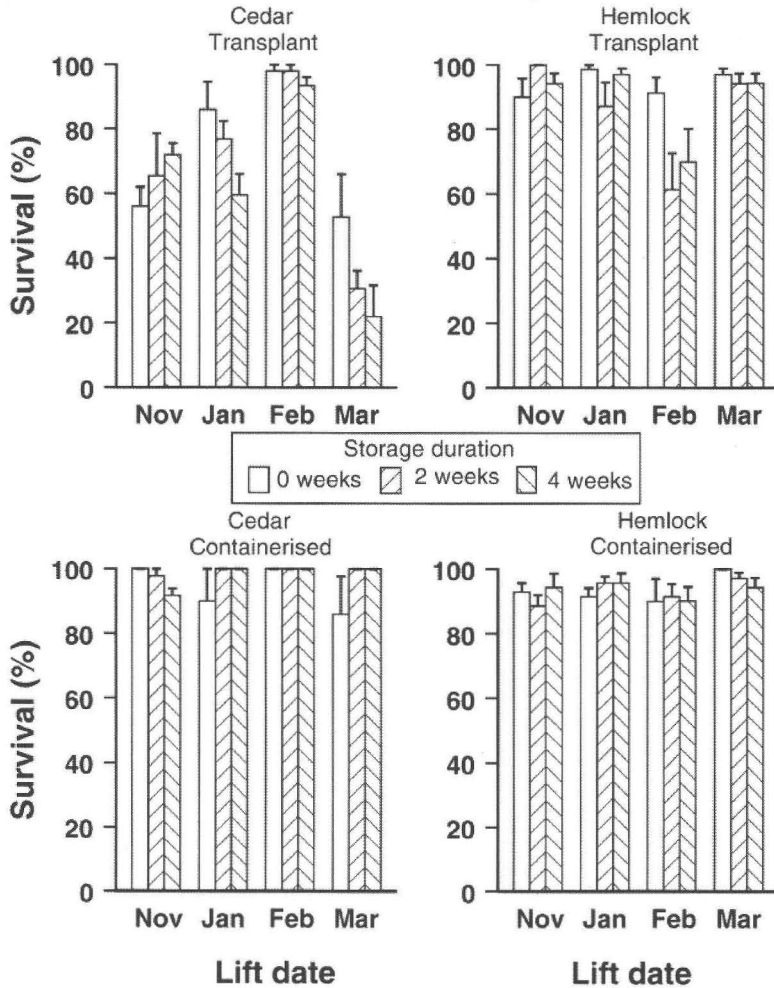 Cedar
Transplant
Hemlock
Transplant
Survival (%)
100
80
60
40
20
0
Nov Jan Feb Mar
100
80
60
40
20
0
Nov Jan Feb Mar
Storage duration
0 weeks 2 weeks 4 weeks
Cedar
Containerised
Hemlock
Containerised
Survival (%)
100
80
60
40
20
0
Nov Jan Feb Mar
100
80
60
40
20
0
Nov Jan Feb Mar
Lift date
Lift date